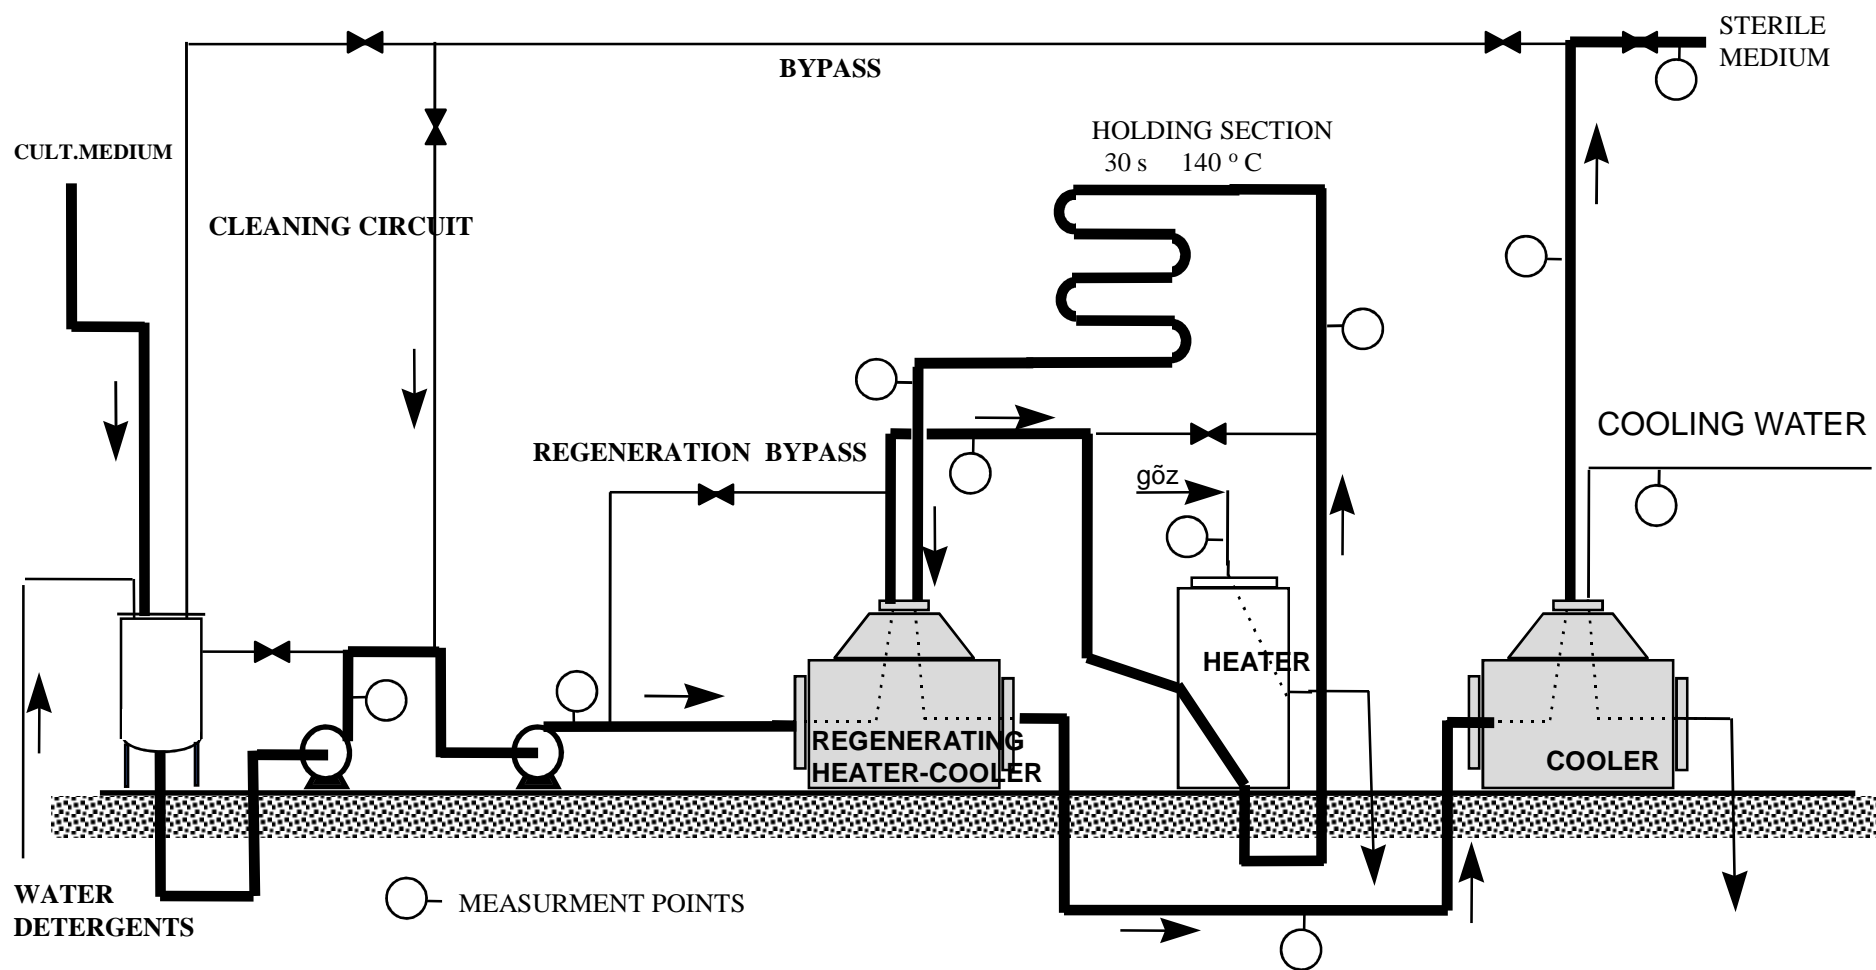 STERILE
MEDIUM
BYPASS
HOLDING SECTION
30 s 140 º C
CULT.MEDIUM
CLEANING CIRCUIT
COOLING WATER
REGENERATION BYPASS
gõz
HEATER
REGENERATING
HEATER-COOLER
COOLER
WATER
DETERGENTS
MEASURMENT POINTS